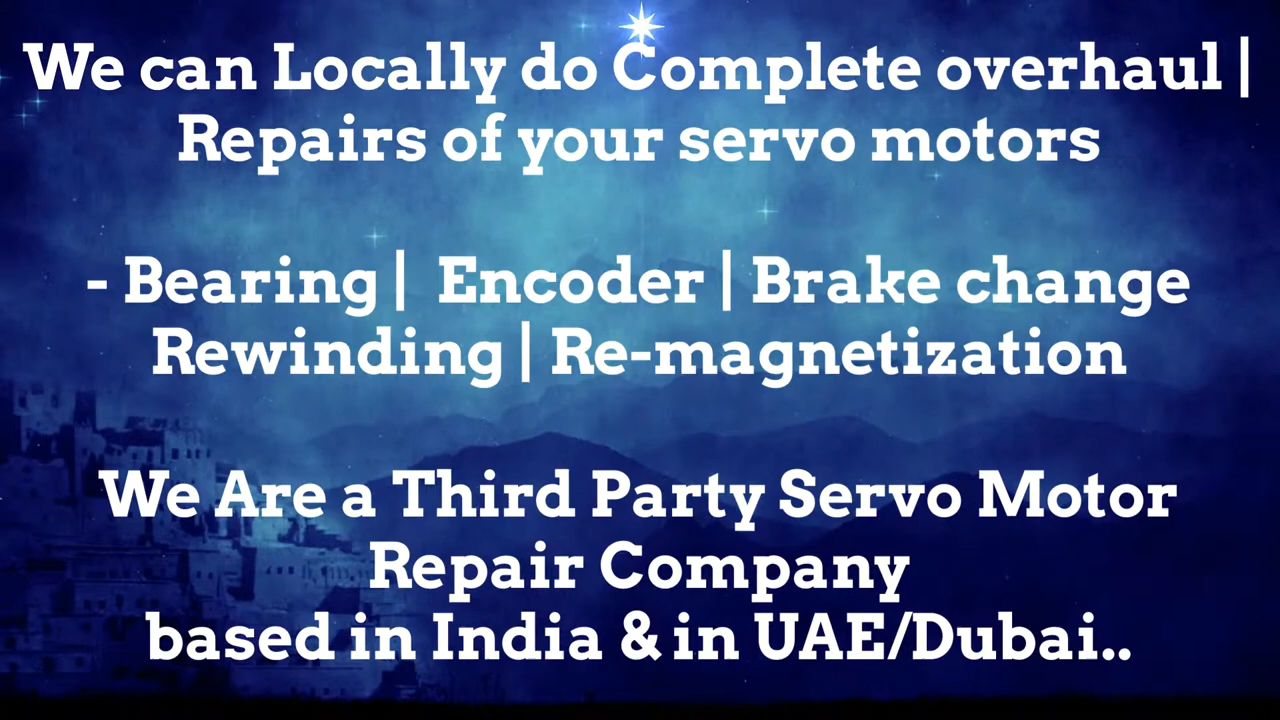 We can Locally do Complete overhaul |
Repairs of your servo motors
- Bearing | Encoder | Brake change
Rewinding | Re-magnetization
We Are a Third Party Servo Motor
Repair Company
based in India & in UAE/Dubai..